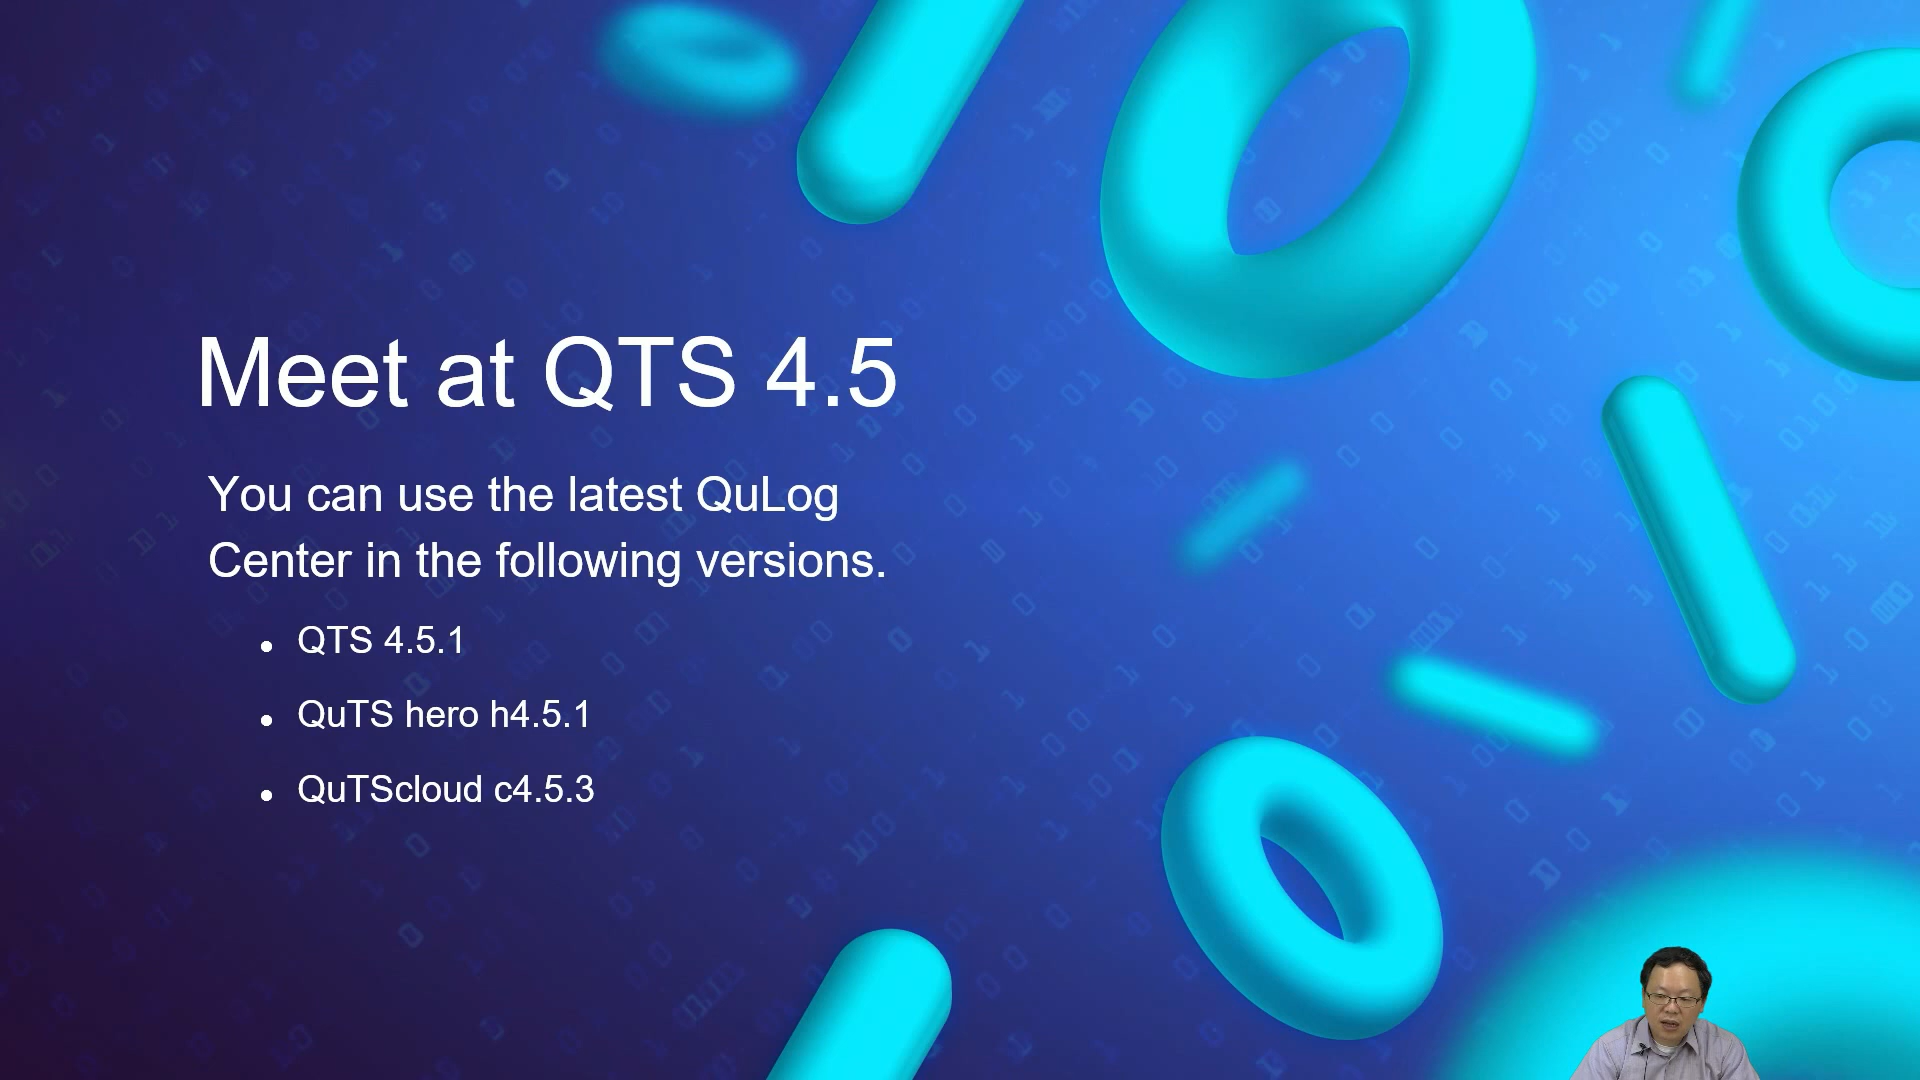 Meet at QTS 4.5
You can use the latest QuLog
Center in the following versions.
• QTS 4.5.1
• QuTS hero h4.5.1
• QuTScloud c4.5.3